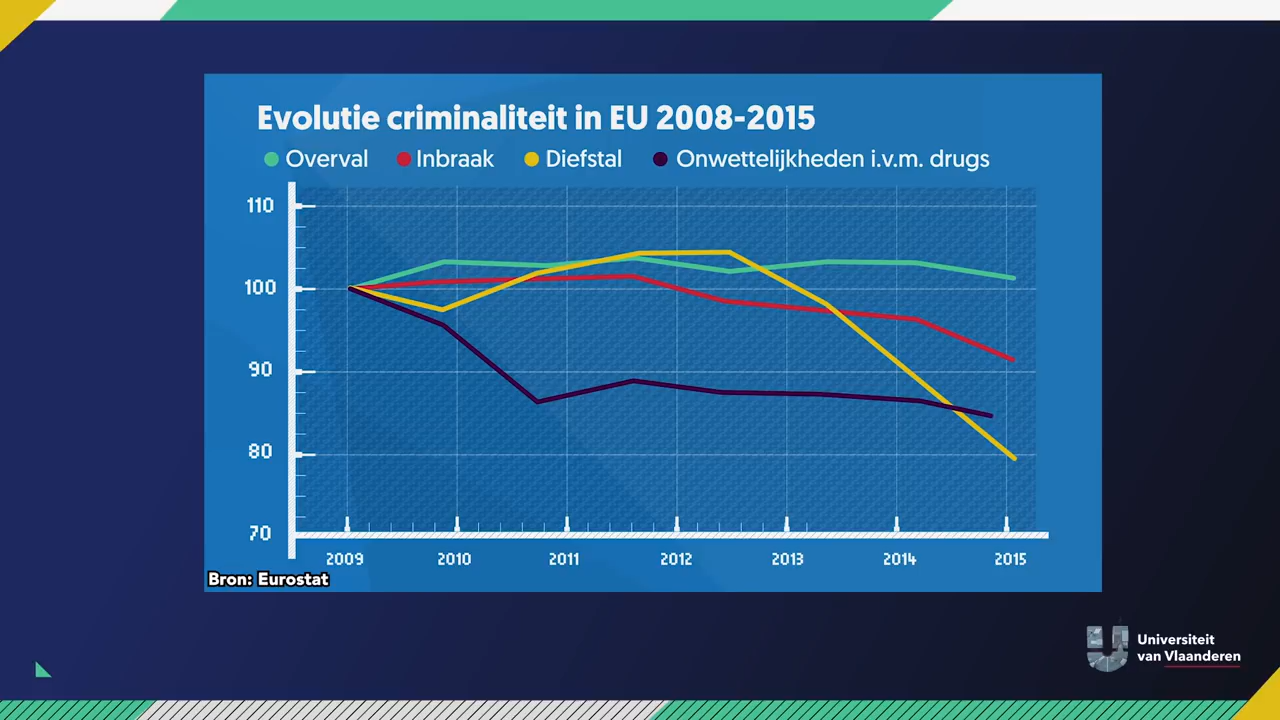 Evolutie criminaliteit in EU 2008-2015
Overval Inbraak Diefstal Onwettelijkheden i.v.m. drugs
110
100
90
80
70
2009 2010 2011 2012 2013 2014 2015
Bron: Eurostat
Universiteit
van Vlaanderen